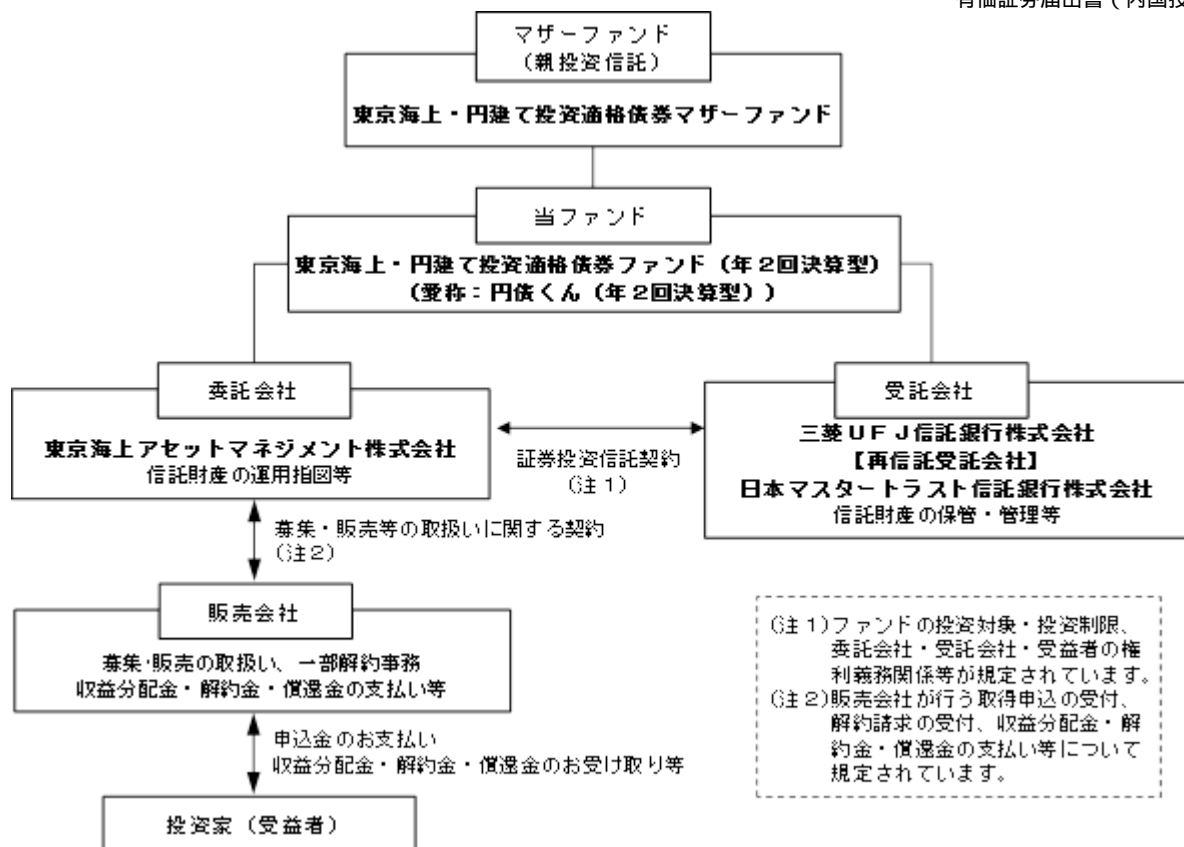 有価証券届出書（内国投
マザーファンド
（親投資信託）
東京海上・円建て投資適格債券マザーファンド
当ファンド
東京海上・円建て投資適格債券ファンド（年２回決算型）
（愛称：円債くん（年２回決算型））
委託会社
東京海上アセットマネジメント株式会社
信託財産の運用指図等
証券投資信託契約
（注１）
受託会社
三菱ＵＦＪ信託銀行株式会社
【再信託受託会社】
日本マスタートラスト信託銀行株式会社
信託財産の保管・管理等
募集・販売等の取扱いに関する契約
（注２）
販売会社
募集・販売の取扱い、一部解約事務
収益分配金・解約金・償還金の支払い等
申込金のお支払い
収益分配金・解約金・償還金のお受け取り等
投資家（受益者）
（注１）ファンドの投資対象・投資制限、
委託会社・受託会社・受益者の権
利義務関係等が規定されています。
（注２）販売会社が行う取得申込の受付、
解約請求の受付、収益分配金・解
約金・償還金の支払い等について
規定されています。